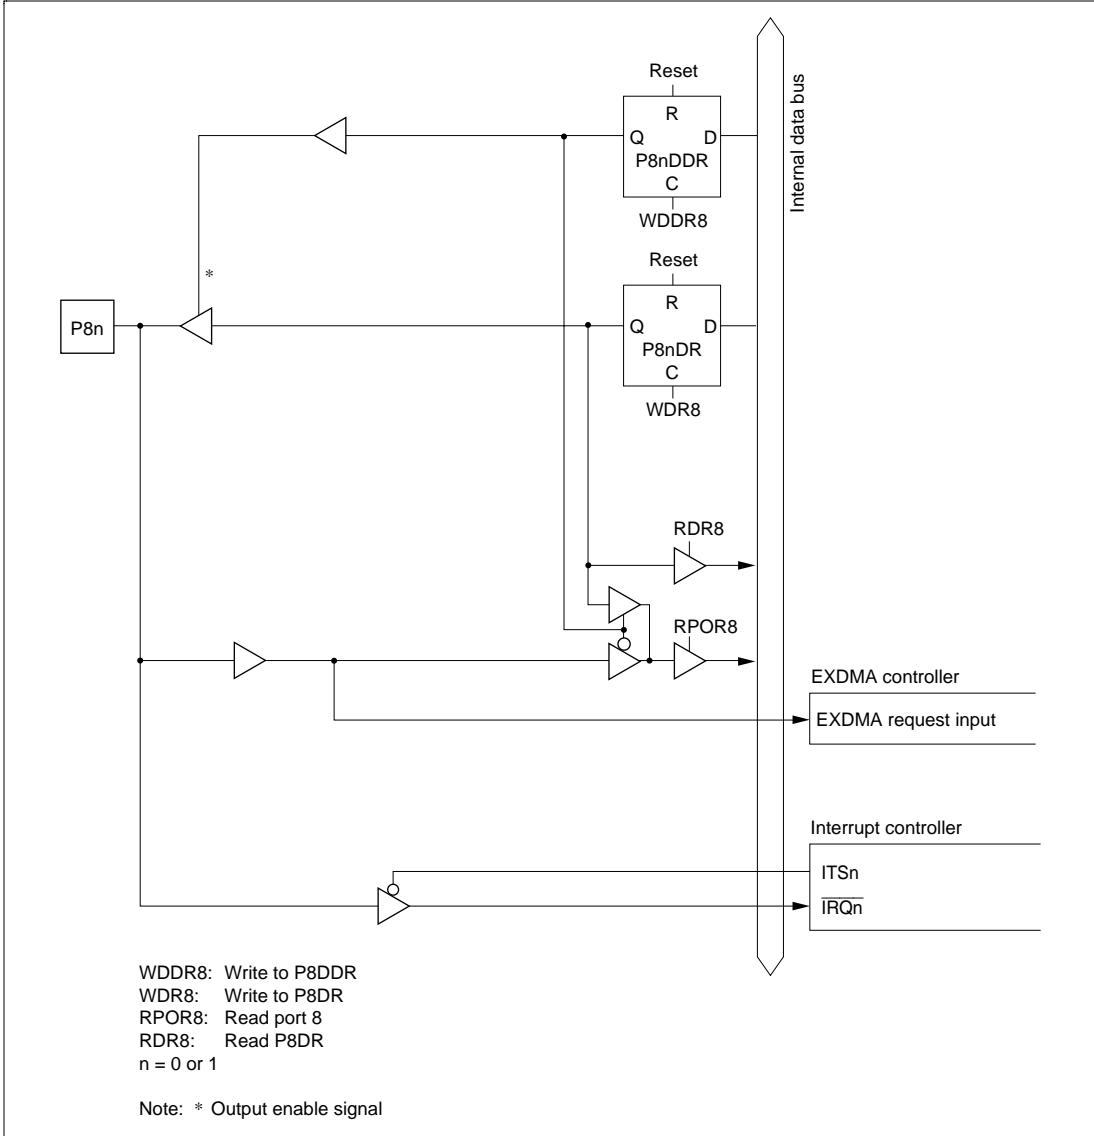 Reset
R
Q D
P8nDDR
C
WDDR8
Internal data bus
Reset
*
R
P8n
Q D
P8nDR
C
WDR8
RDR8
RPOR8
EXDMA controller
EXDMA request input
Interrupt controller
ITSn
IRQn
WDDR8: Write to P8DDR
WDR8: Write to P8DR
RPOR8: Read port 8
RDR8: Read P8DR
n = 0 or 1
Note: * Output enable signal